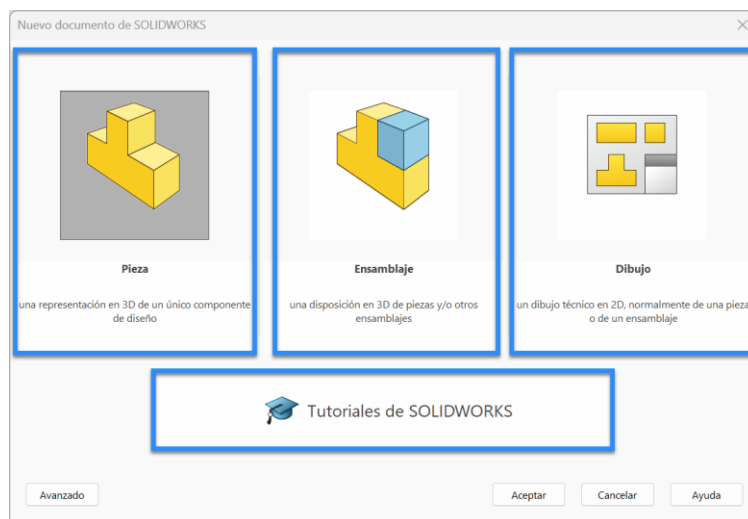 Nuevo documento de SOLIDWORKS
Pieza
una representación en 3D de un único componente
de diseño
Ensamblaje
una disposición en 3D de piezas y/o otros
ensamblajes
Dibujo
un dibujo técnico en 2D, normalmente de una pieza
o de un ensamblaje
Tutoriales de SOLIDWORKS
Avanzado
Aceptar
Cancelar
Ayuda